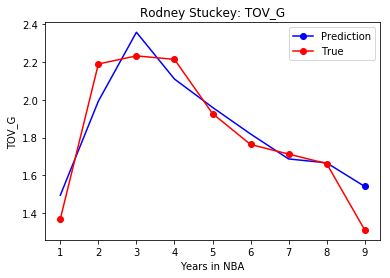 Rodney Stuckey: TOV_G
Prediction
True
2.4
2.2
2.0
1.8
1.6
1.4
TOV_G
1 2 3 4 5 6 7 8 9
Years in NBA